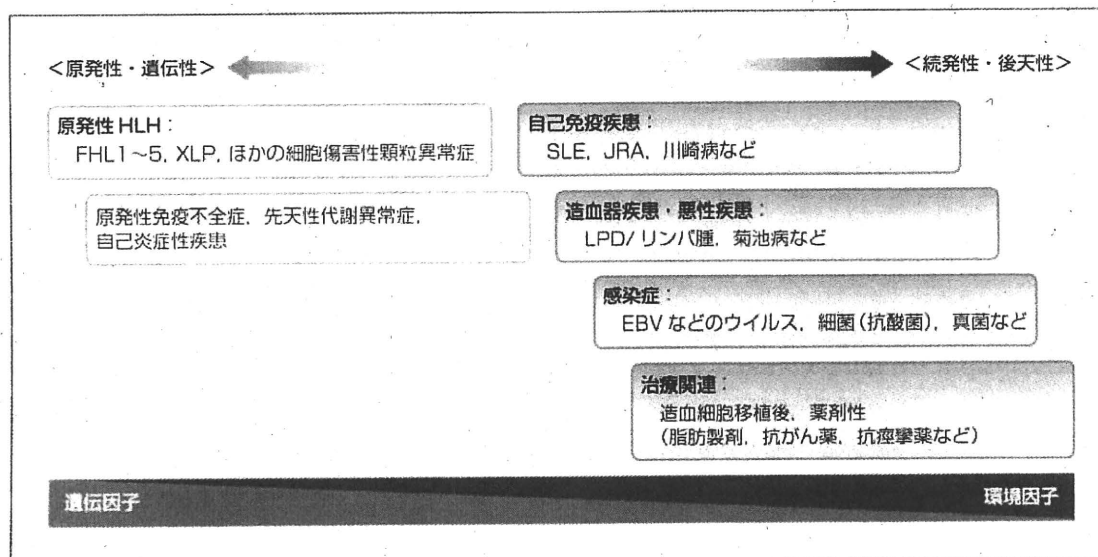 <原発性・遺伝性>
<続発性・後天性>
原発性 HLH:
FHL1〜5, XLP, ほかの細胞傷害性顆粒異常症
自己免疫疾患:
SLE, JRA, 川崎病など
原発性免疫不全症, 先天性代謝異常症,
自己炎症性疾患
造血器疾患・悪性疾患:
LPD/ リンパ腫, 菊池病など
感染症:
EBV などのウイルス, 細菌(抗酸菌), 真菌など
治療関連:
造血細胞移植後, 薬剤性
(脂肪製剤, 抗がん薬, 抗痙攣薬など)
遺伝因子
環境因子